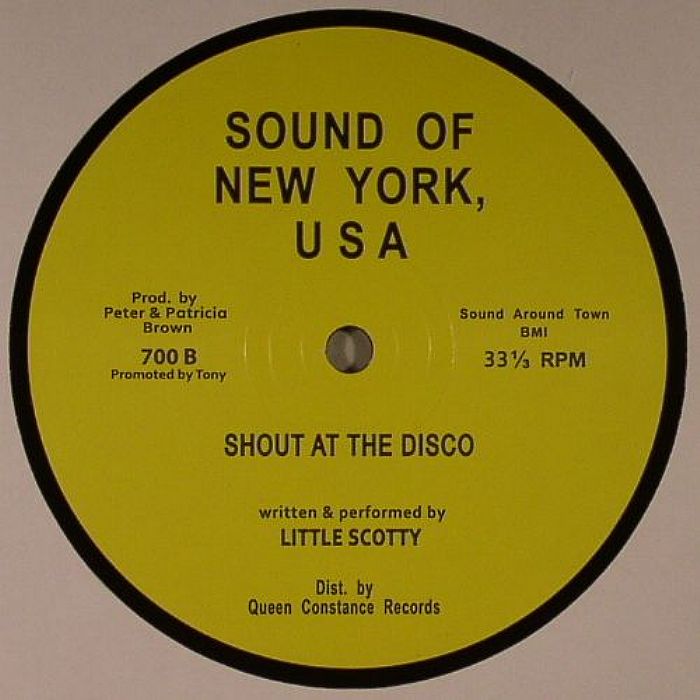 SOUND OF
NEW YORK,
USA
Prod. by
Peter & Patricia
Brown
700 B
Promoted by Tony
Sound Around Town
BMI
33⅓ RPM
SHOUT AT THE DISCO
written & performed by
LITTLE SCOTTY
Dist. by
Queen Constance Records